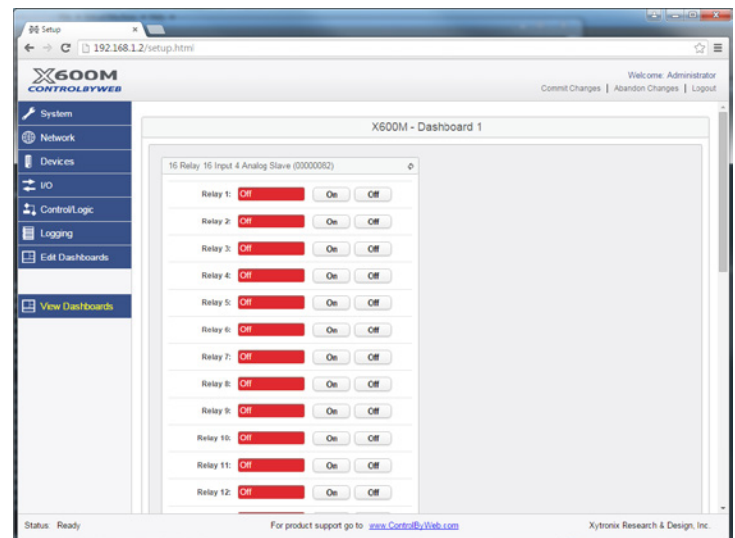 Setup
192.168.1.2/setup.html
X600M
CONTROLBYWEB
Welcome: Administrator
Commit Changes | Abandon Changes | Logout
System
Network
Devices
I/O
Control/Logic
Logging
Edit Dashboards
View Dashboards
X600M - Dashboard 1
16 Relay 16 Input 4 Analog Slave (00000082)
Relay 1: Off On Off
Relay 2: Off On Off
Relay 3: Off On Off
Relay 4: Off On Off
Relay 5: Off On Off
Relay 6: Off On Off
Relay 7: Off On Off
Relay 8: Off On Off
Relay 9: Off On Off
Relay 10: Off On Off
Relay 11: Off On Off
Relay 12: Off On Off
Status: Ready
For product support go to www.ControlByWeb.com
Xytronix Research & Design, Inc.